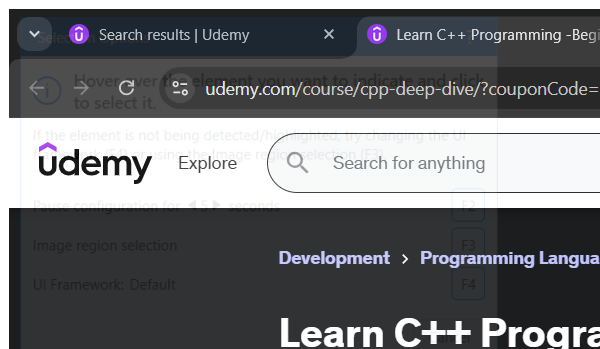 Search results | Udemy
Learn C++ Programming -Begi
Selection Options
Hover over the element you want to indicate and click
to select it.
udemy.com/course/cpp-deep-dive/?couponCode=
If the element is not being detected/highlighted, try changing the UI
using the Image region selection (F3)
udemy
Explore
Search for anything
Pause configuration for 5 seconds
F2
Image region selection
F3
Development > Programming Langua
UI Framework: Default
F4
Learn C++ Progra